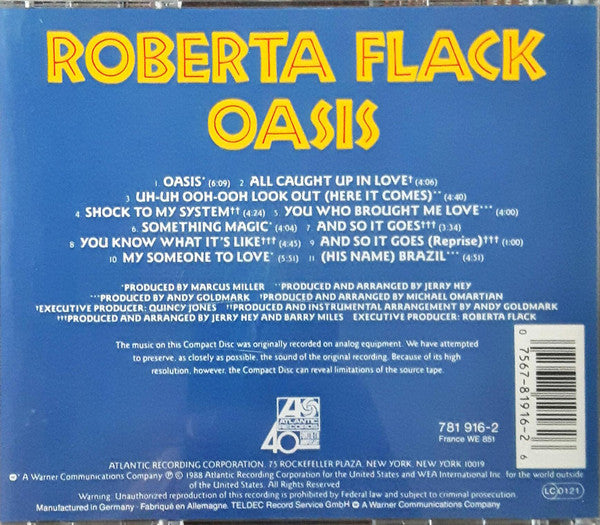 ROBERTA FLACK
OASIS
1 OASIS* (6:09) 2 ALL CAUGHT UP IN LOVE† (4:06)
3 UH-UH OOH-OOH LOOK OUT (HERE IT COMES)** (4:40)
4 SHOCK TO MY SYSTEM†† (4:24) 5 YOU WHO BROUGHT ME LOVE*** (4:00)
6 SOMETHING MAGIC* (4:04) 7 AND SO IT GOES††† (3:34)
8 YOU KNOW WHAT IT'S LIKE††† (4:45) 9 AND SO IT GOES (Reprise)††† (1:00)
10 MY SOMEONE TO LOVE* (5:51) 11 (HIS NAME) BRAZIL*** (4:51)
*PRODUCED BY MARCUS MILLER **PRODUCED AND ARRANGED BY JERRY HEY
***PRODUCED BY ANDY GOLDMARK †PRODUCED AND ARRANGED BY MICHAEL OMARTIAN
†EXECUTIVE PRODUCER: QUINCY JONES ††PRODUCED AND INSTRUMENTAL ARRANGEMENT BY ANDY GOLDMARK
†††PRODUCED AND ARRANGED BY JERRY HEY AND BARRY MILES EXECUTIVE PRODUCER: ROBERTA FLACK
The music on this Compact Disc was originally recorded on analog equipment. We have attempted
to preserve, as closely as possible, the sound of the original recording. Because of its high
resolution, however, the Compact Disc can reveal limitations of the source tape.
0 7567-81916-2 6
ATLANTIC
RECORDS
40
781 916-2
France WE 851
ATLANTIC RECORDING CORPORATION, 75 ROCKEFELLER PLAZA, NEW YORK, NEW YORK 10019
A Warner Communications Company ℗ © 1988 Atlantic Recording Corporation for the United States and WEA International Inc. for the world outside
of the United States. All Rights Reserved.
Warning: Unauthorized reproduction of this recording is prohibited by Federal law and subject to criminal prosecution.
Manufactured in Germany · Fabriqué en Allemagne. TELDEC Record Service GmbH A Warner Communications Company
LC 0121